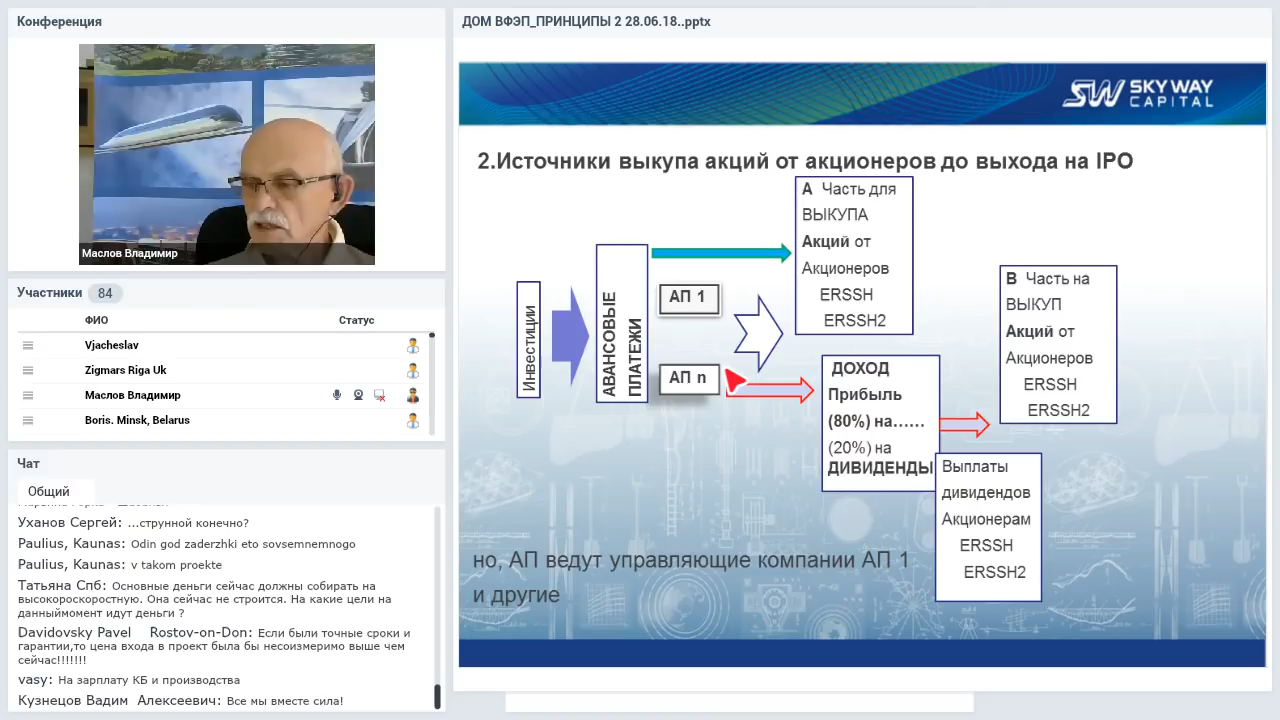 Конференция
Маслов Владимир
Участники 84
ФИО Статус
Vjacheslav
Zigmars Riga Uk
Маслов Владимир
Boris. Minsk, Belarus
Чат
Общий
Уханов Сергей: ...струнной конечно?
Paulius, Kaunas: Odin god zaderzhki eto sovsemnemnogo
Paulius, Kaunas: v takom proekte
Татьяна Спб: Основные деньги сейчас должны собирать на
высокороскоростную. Она сейчас не строится. На какие цели на
данныймомент идут деньги ?
Davidovsky Pavel Rostov-on-Don: Если были точные сроки и
гарантии,то цена входа в проект была бы несоизмеримо выше чем
сейчас!!!!!!!
vasy: На зарплату КБ и производства
Кузнецов Вадим Алексеевич: Все мы вместе сила!
ДОМ ВФЭП_ПРИНЦИПЫ 2 28.06.18..pptx
SW SKY WAY
CAPITAL
2.Источники выкупа акций от акционеров до выхода на IPO
Инвестиции
АВАНСОВЫЕ
ПЛАТЕЖИ
АП 1
АП n
А Часть для
ВЫКУПА
Акций от
Акционеров
ERSSH
ERSSH2
ДОХОД
Прибыль
(80%) на……
(20%) на
ДИВИДЕНДЫ
В Часть на
ВЫКУП
Акций от
Акционеров
ERSSH
ERSSH2
Выплаты
дивидендов
Акционерам
ERSSH
ERSSH2
но, АП ведут управляющие компании АП 1
и другие